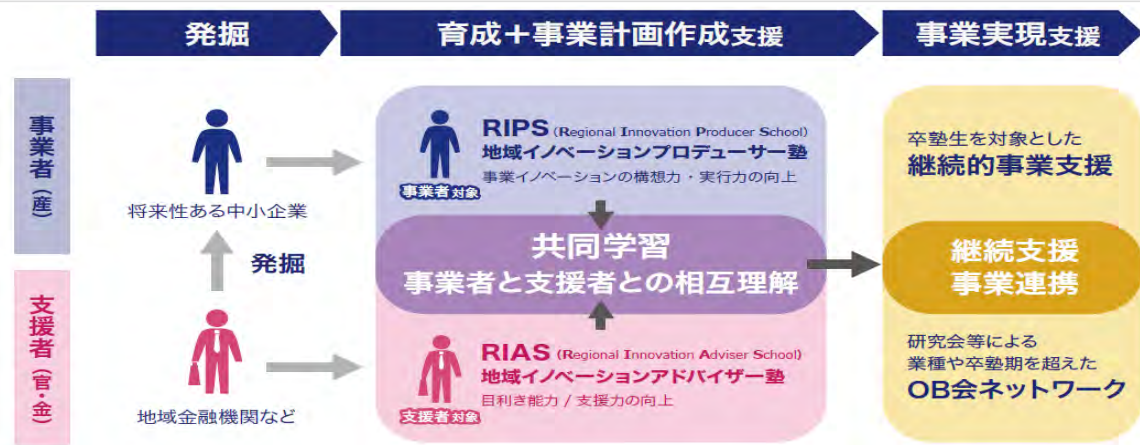 発掘
育成＋事業計画作成支援
事業実現支援
事業者（産）
将来性ある中小企業
発掘
支援者（官・金）
地域金融機関など
RIPS (Regional Innovation Producer School)
地域イノベーションプロデューサー塾
事業イノベーションの構想力・実行力の向上
事業者対象
共同学習
事業者と支援者との相互理解
RIAS (Regional Innovation Adviser School)
地域イノベーションアドバイザー塾
目利き能力 / 支援力の向上
支援者対象
卒塾生を対象とした
継続的事業支援
継続支援
事業連携
研究会等による
業種や卒塾期を超えた
OB会ネットワーク